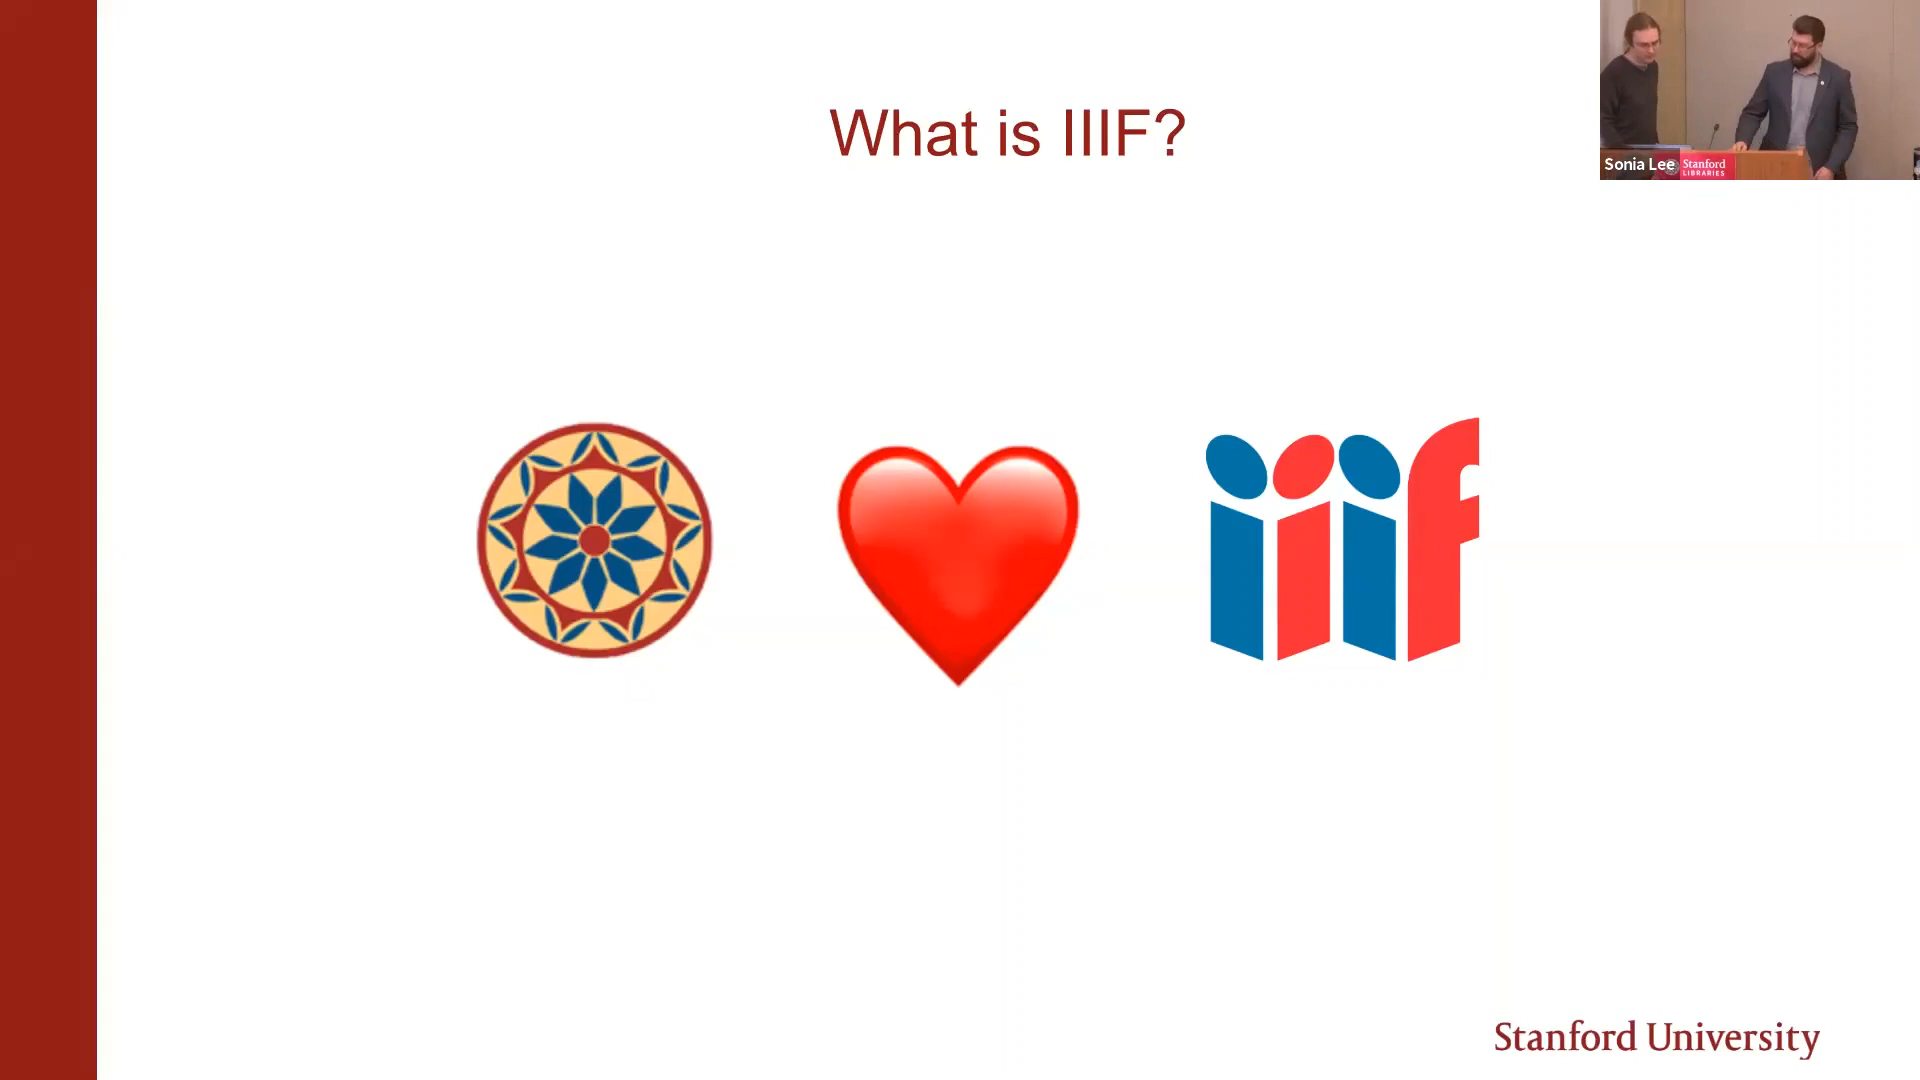 What is IIIF?
Sonia Lee
Stanford
LIBRARIES
iiif
Stanford University